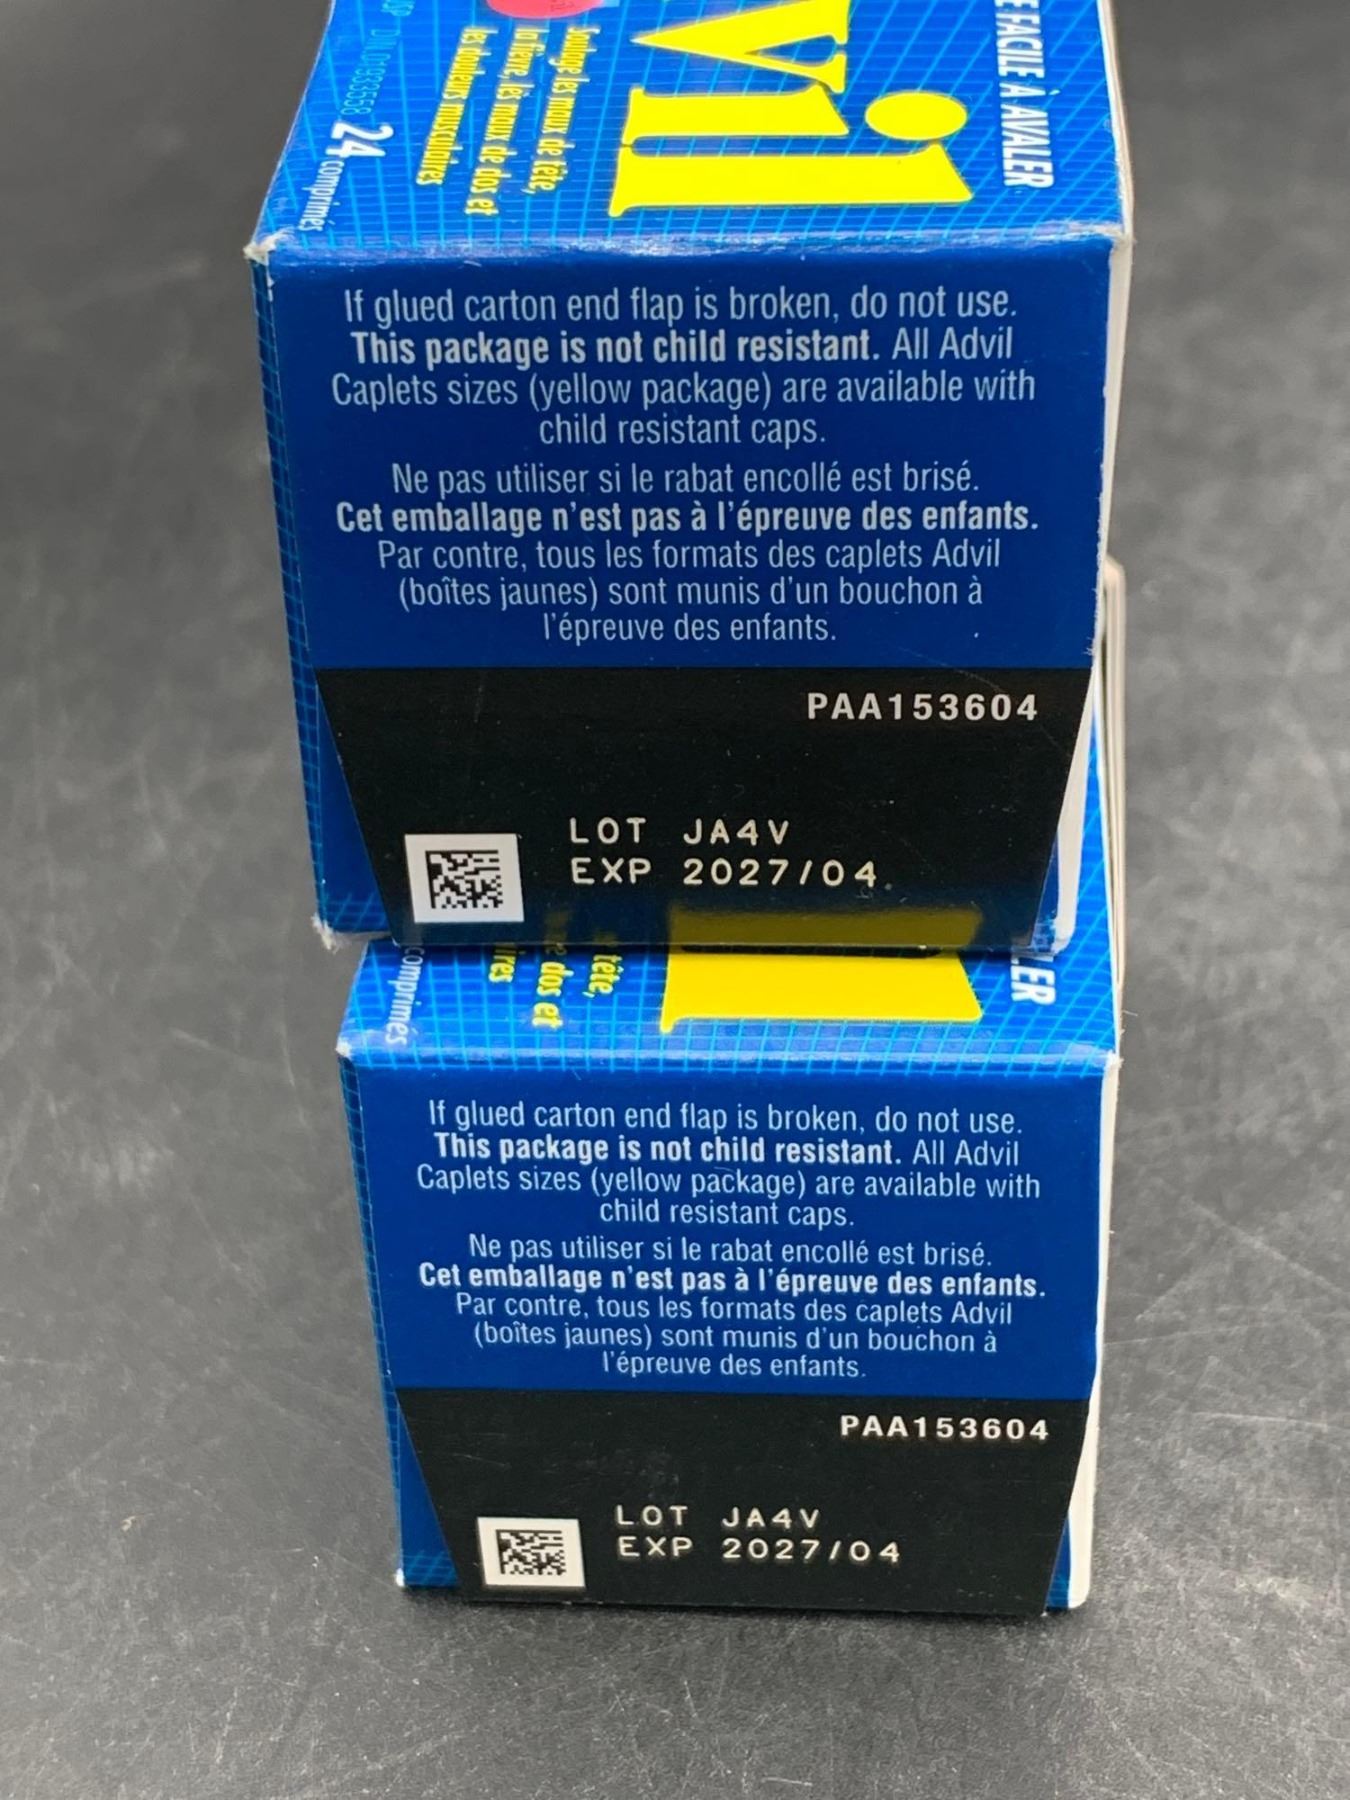 E FACILE À AVALER
vil
Soulage les maux de tête,
la fièvre, les maux de dos et
les douleurs musculaires
DIN 01933558
24 comprimés
If glued carton end flap is broken, do not use.
This package is not child resistant. All Advil
Caplets sizes (yellow package) are available with
child resistant caps.
Ne pas utiliser si le rabat encollé est brisé.
Cet emballage n'est pas à l'épreuve des enfants.
Par contre, tous les formats des caplets Advil
(boîtes jaunes) sont munis d'un bouchon à
l'épreuve des enfants.
PAA153604
LOT JA4V
EXP 2027/04
LER
tête,
dos et
ires
comprimés
If glued carton end flap is broken, do not use.
This package is not child resistant. All Advil
Caplets sizes (yellow package) are available with
child resistant caps.
Ne pas utiliser si le rabat encollé est brisé.
Cet emballage n'est pas à l'épreuve des enfants.
Par contre, tous les formats des caplets Advil
(boîtes jaunes) sont munis d'un bouchon à
l'épreuve des enfants.
PAA153604
LOT JA4V
EXP 2027/04